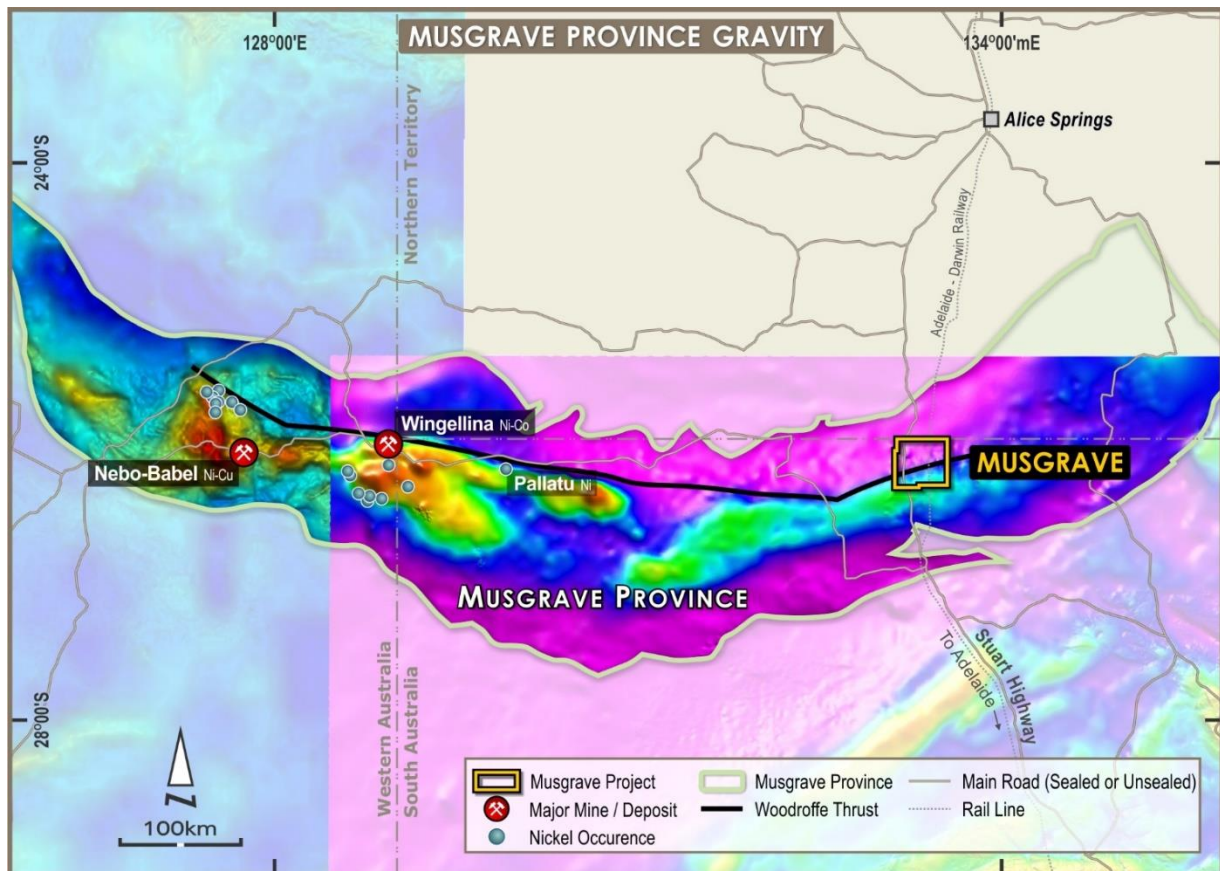 MUSGRAVE PROVINCE GRAVITY
128°00'E
134°00'mE
24°00'S
28°00'S
Northern Territory
Alice Springs
Adelaide - Darwin Railway
Wingellina Ni-Co
Nebo-Babel Ni-Cu
Pallatu Ni
MUSGRAVE
MUSGRAVE PROVINCE
Western Australia
South Australia
Stuart Highway
To Adelaide
N
100km
Musgrave Project
Major Mine / Deposit
Nickel Occurence
Musgrave Province
Woodroffe Thrust
Main Road (Sealed or Unsealed)
Rail Line